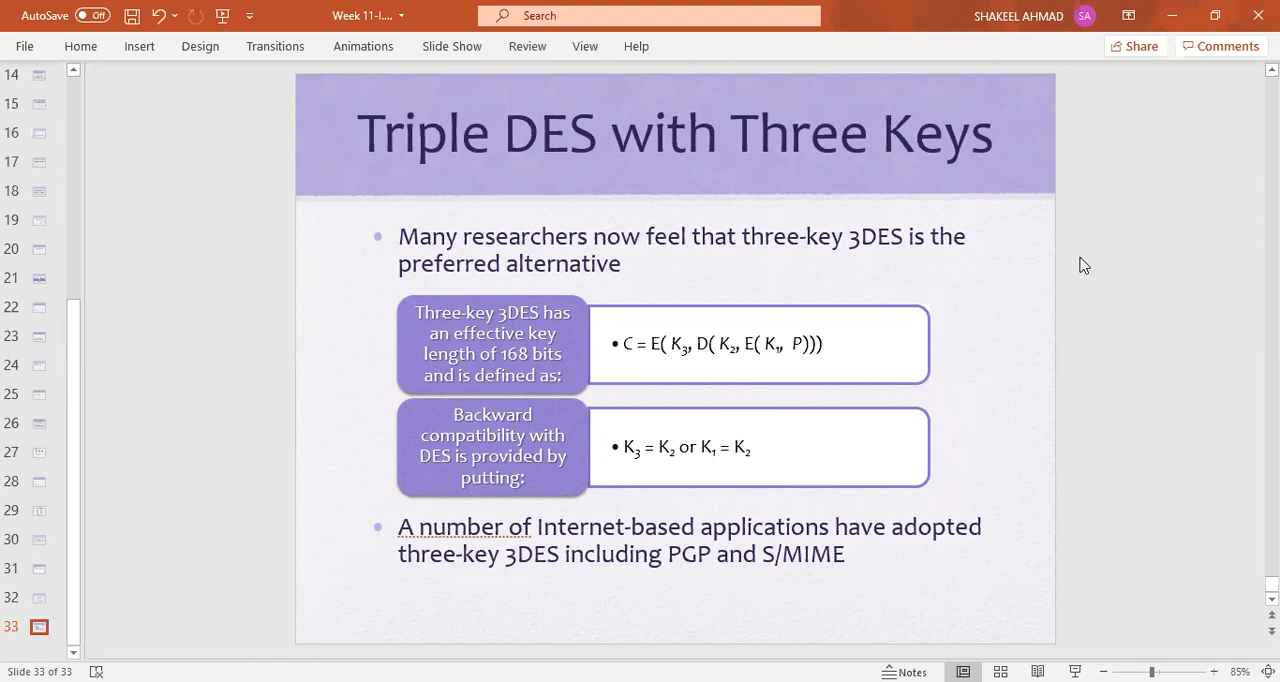 AutoSave Off Week 11-I.... Search SHAKEEL AHMAD SA
File Home Insert Design Transitions Animations Slide Show Review View Help Share Comments
14
15
16
17
18
19
20
21
22
23
24
25
26
27
28
29
30
31
32
33
Triple DES with Three Keys
• Many researchers now feel that three-key 3DES is the
preferred alternative
Three-key 3DES has
an effective key
length of 168 bits
and is defined as:
• C = E( K₃, D( K₂, E( K₁, P)))
Backward
compatibility with
DES is provided by
putting:
• K₃ = K₂ or K₁ = K₂
• A number of Internet-based applications have adopted
three-key 3DES including PGP and S/MIME
Slide 33 of 33 Notes 85%